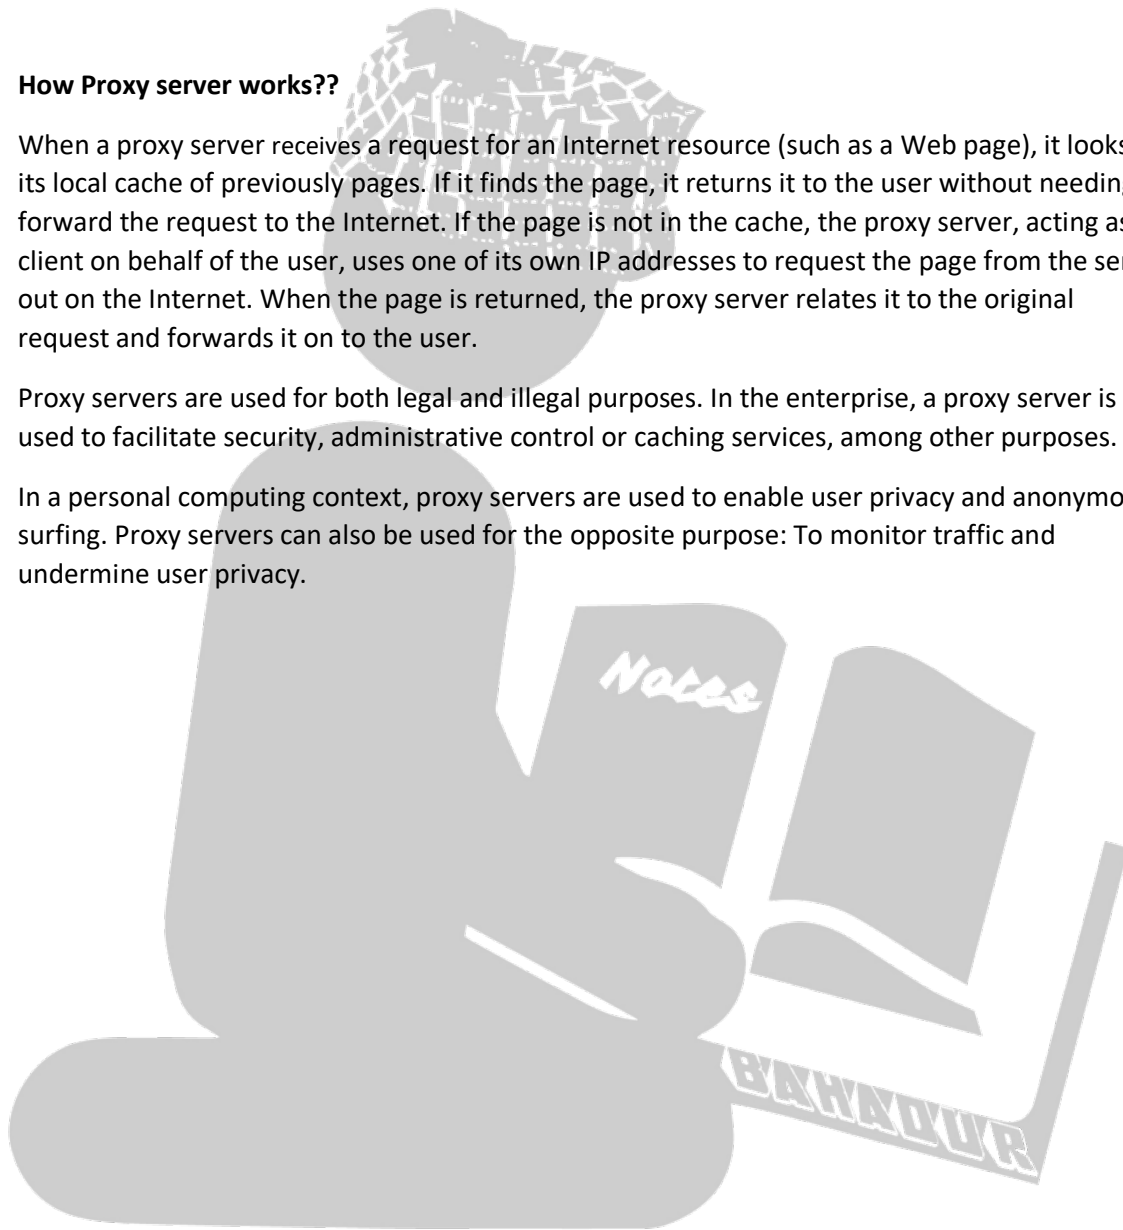 How Proxy server works??
When a proxy server receives a request for an Internet resource (such as a Web page), it looks
its local cache of previously pages. If it finds the page, it returns it to the user without needing
forward the request to the Internet. If the page is not in the cache, the proxy server, acting as
client on behalf of the user, uses one of its own IP addresses to request the page from the
out on the Internet. When the page is returned, the proxy server relates it to the original
request and forwards it on to the user.
Proxy servers are used for both legal and illegal purposes. In the enterprise, a proxy server is
used to facilitate security, administrative control or caching services, among other purposes.
In a personal computing context, proxy servers are used to enable user privacy and
surfing. Proxy servers can also be used for the opposite purpose: To monitor traffic and
undermine user privacy.
Notes
BAHADUR